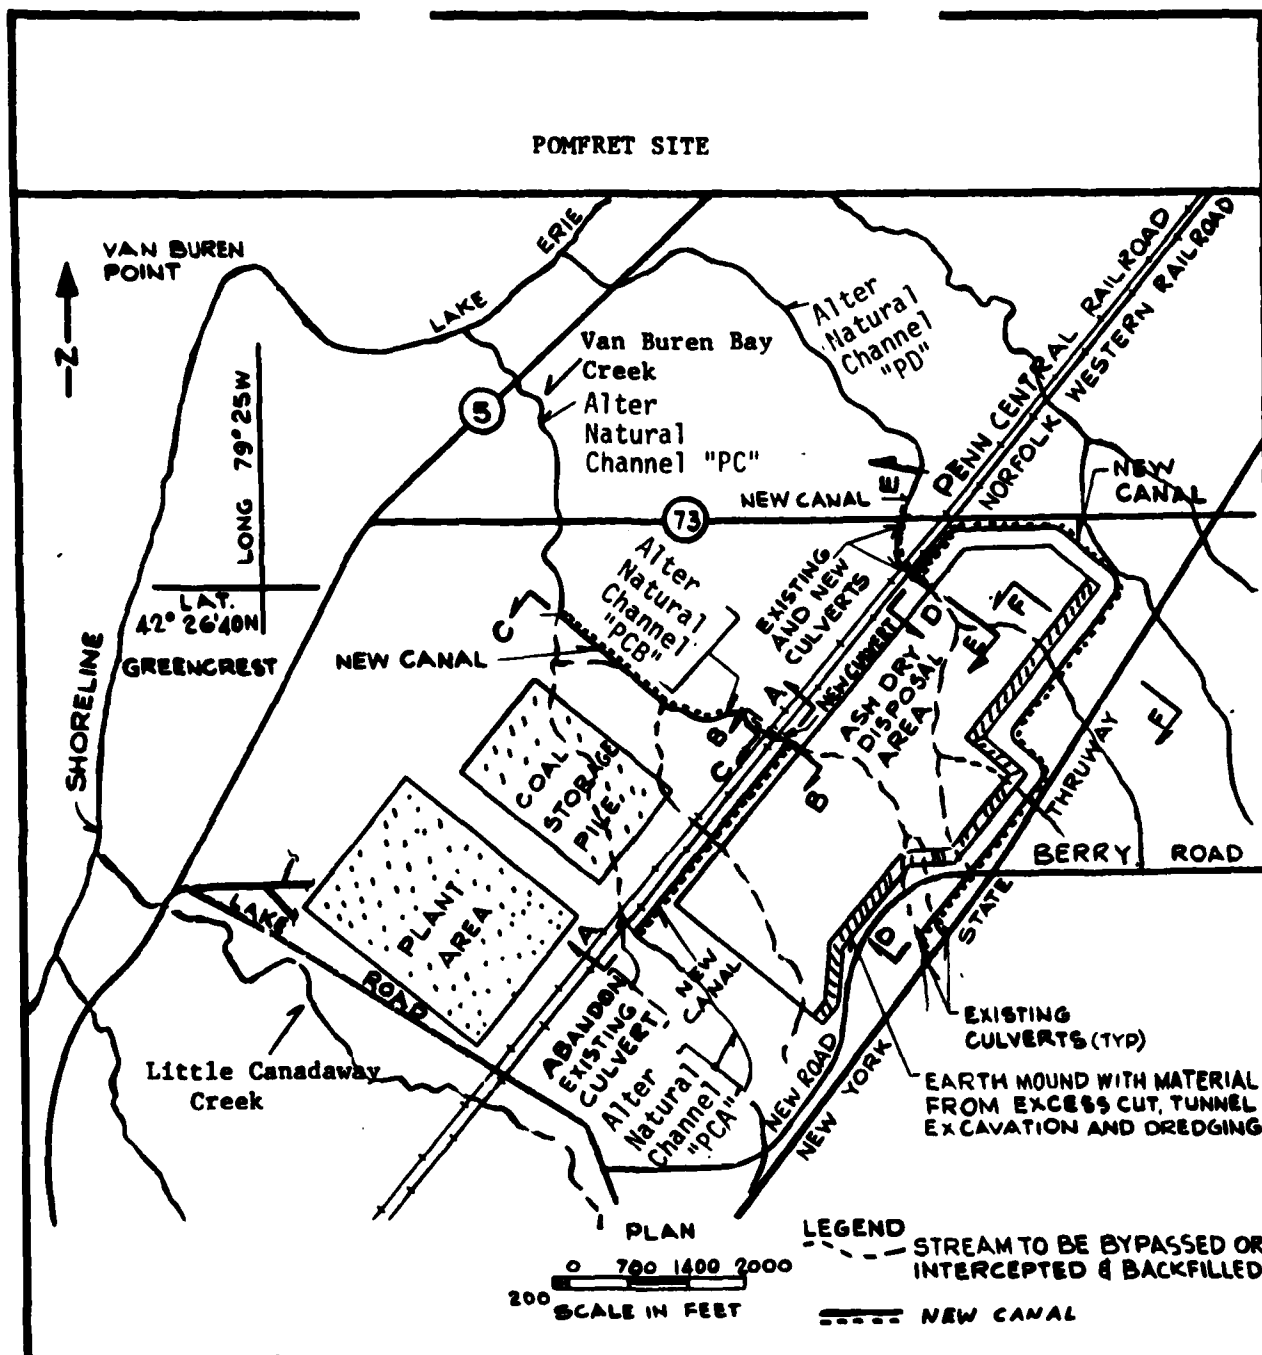 POMFRET SITE
VAN BUREN
POINT
N
LAKE
ERIE
LONG 79° 25W
LAT.
42° 26'40N
GREENCREST
SHORELINE
5
Van Buren Bay
Creek
Alter
Natural
Channel "PC"
Alter
Natural
Channel
"PD"
PENN CENTRAL RAILROAD
NORFOLK WESTERN RAILROAD
NEW CANAL
E
NEW
CANAL
73
Alter
Natural
Channel
"PCB"
EXISTING
AND NEW
CULVERTS
C
NEW CANAL
A
NEW CULVERT
D
F
E
ASH DRY
DISPOSAL
AREA
B
C
B
F
COAL
STORAGE
PILE
THRUWAY
BERRY ROAD
PLANT
AREA
LAKE
ROAD
A
D
STATE
NEW
CANAL
ABANDON
EXISTING
CULVERT
Alter
Natural
Channel
"PCA"
NEW ROAD
NEW YORK
EXISTING
CULVERTS (TYP)
Little Canadaway
Creek
EARTH MOUND WITH MATERIAL
FROM EXCESS CUT, TUNNEL
EXCAVATION AND DREDGING
PLAN
0 700 1400 2000
200
SCALE IN FEET
LEGEND
STREAM TO BE BYPASSED OR
INTERCEPTED & BACKFILLED
NEW CANAL